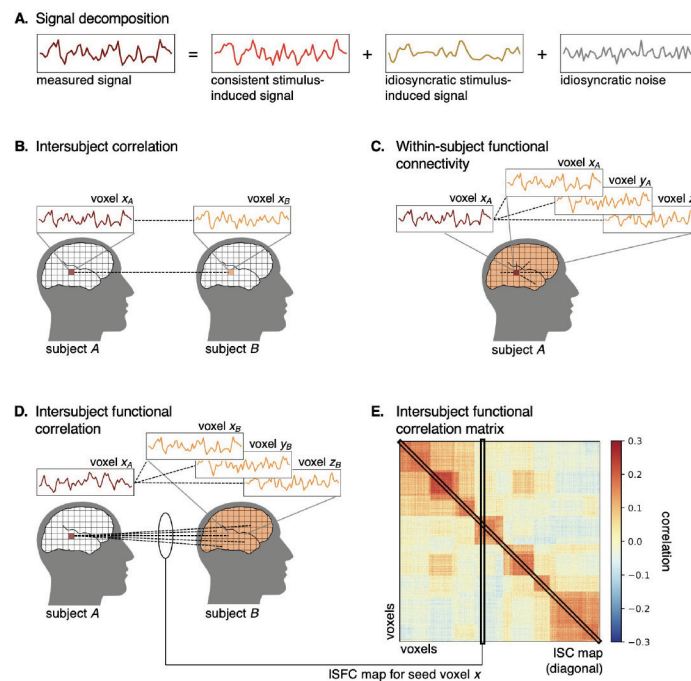 A. Signal decomposition
=
+
+
measured signal
consistent stimulus-
induced signal
idiosyncratic stimulus-
induced signal
idiosyncratic noise
B. Intersubject correlation
voxel xA
voxel xB
subject A
subject B
C. Within-subject functional
connectivity
voxel xA
voxel yA
voxel xA
voxel z
subject A
D. Intersubject functional
correlation
voxel xB
voxel yB
voxel xA
voxel zB
subject A
subject B
E. Intersubject functional
correlation matrix
0.3
0.2
0.1
0.0
−0.1
−0.2
−0.3
correlation
voxels
voxels
ISC map
(diagonal)
ISFC map for seed voxel x